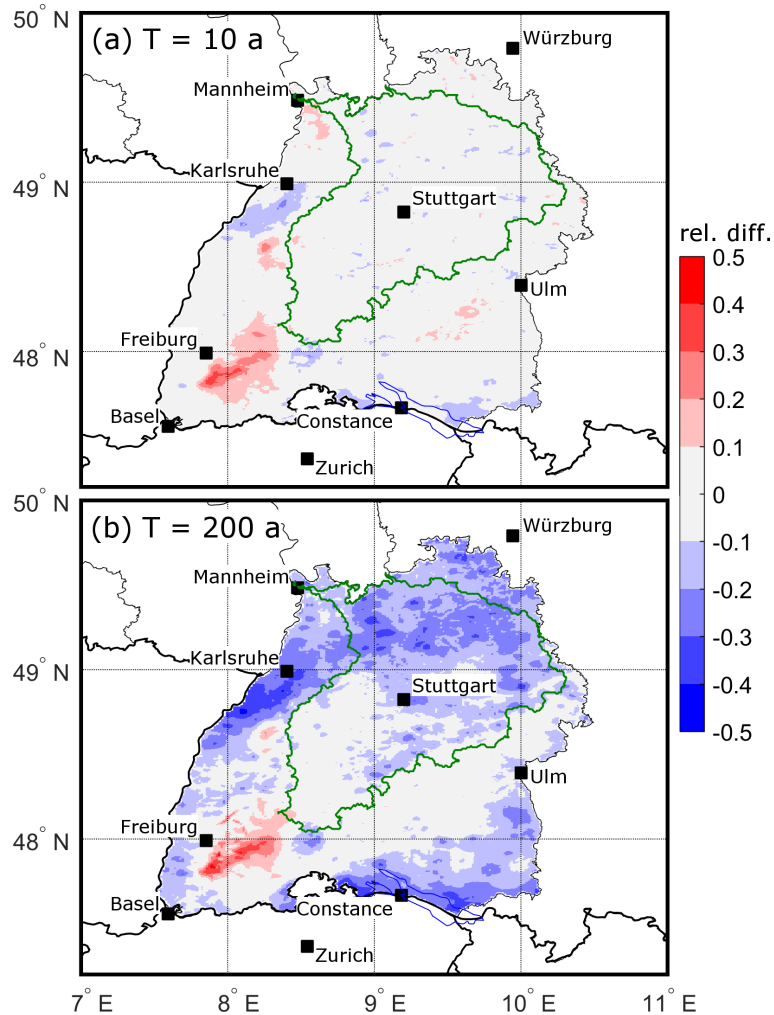 50° N
(a) T = 10 a
Würzburg
Mannheim
Karlsruhe
49° N
Stuttgart
rel. diff.
0.5
0.4
0.3
0.2
0.1
0
-0.1
-0.2
-0.3
-0.4
-0.5
Ulm
Freiburg
48° N
Basel
Constance
Zurich
50° N
(b) T = 200 a
Würzburg
Mannheim
Karlsruhe
49° N
Stuttgart
Ulm
Freiburg
48° N
Basel
Constance
Zurich
7° E 8° E 9° E 10° E 11° E